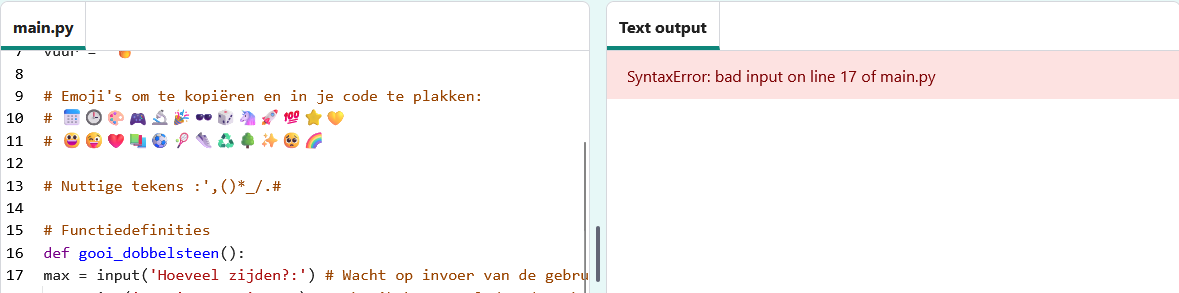 main.py
7 vuur = 🔥
8
9 # Emoji's om te kopiëren en in je code te plakken:
10 # 📅🕒🎨🎮🔬🎉🕶️🎲🦄🚀💯⭐💛
11 # 😃😜❤️📚⚽🎾👟♻️🌳✨🥺🌈
12
13 # Nuttige tekens :',()*_/.#
14
15 # Functiedefinities
16 def gooi_dobbelsteen():
17 max = input('Hoeveel zijden?:') # Wacht op invoer van de gebru
Text output
SyntaxError: bad input on line 17 of main.py